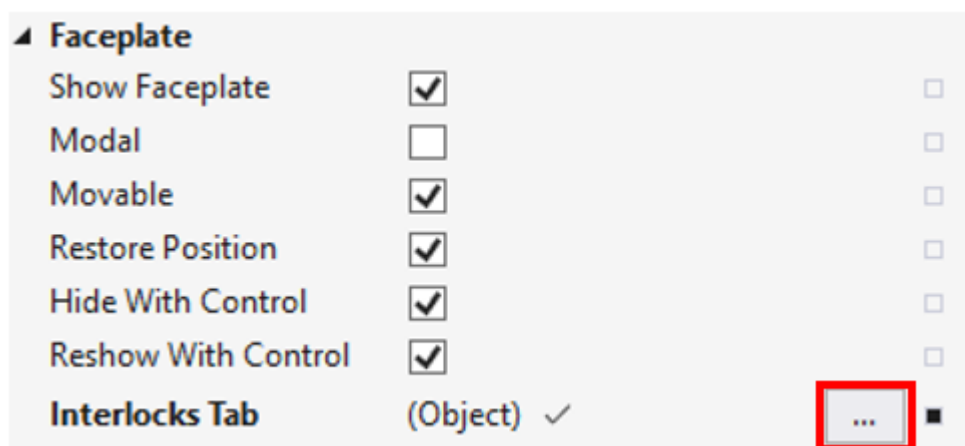 Faceplate
Show Faceplate
Modal
Movable
Restore Position
Hide With Control
Reshow With Control
Interlocks Tab (Object) ...